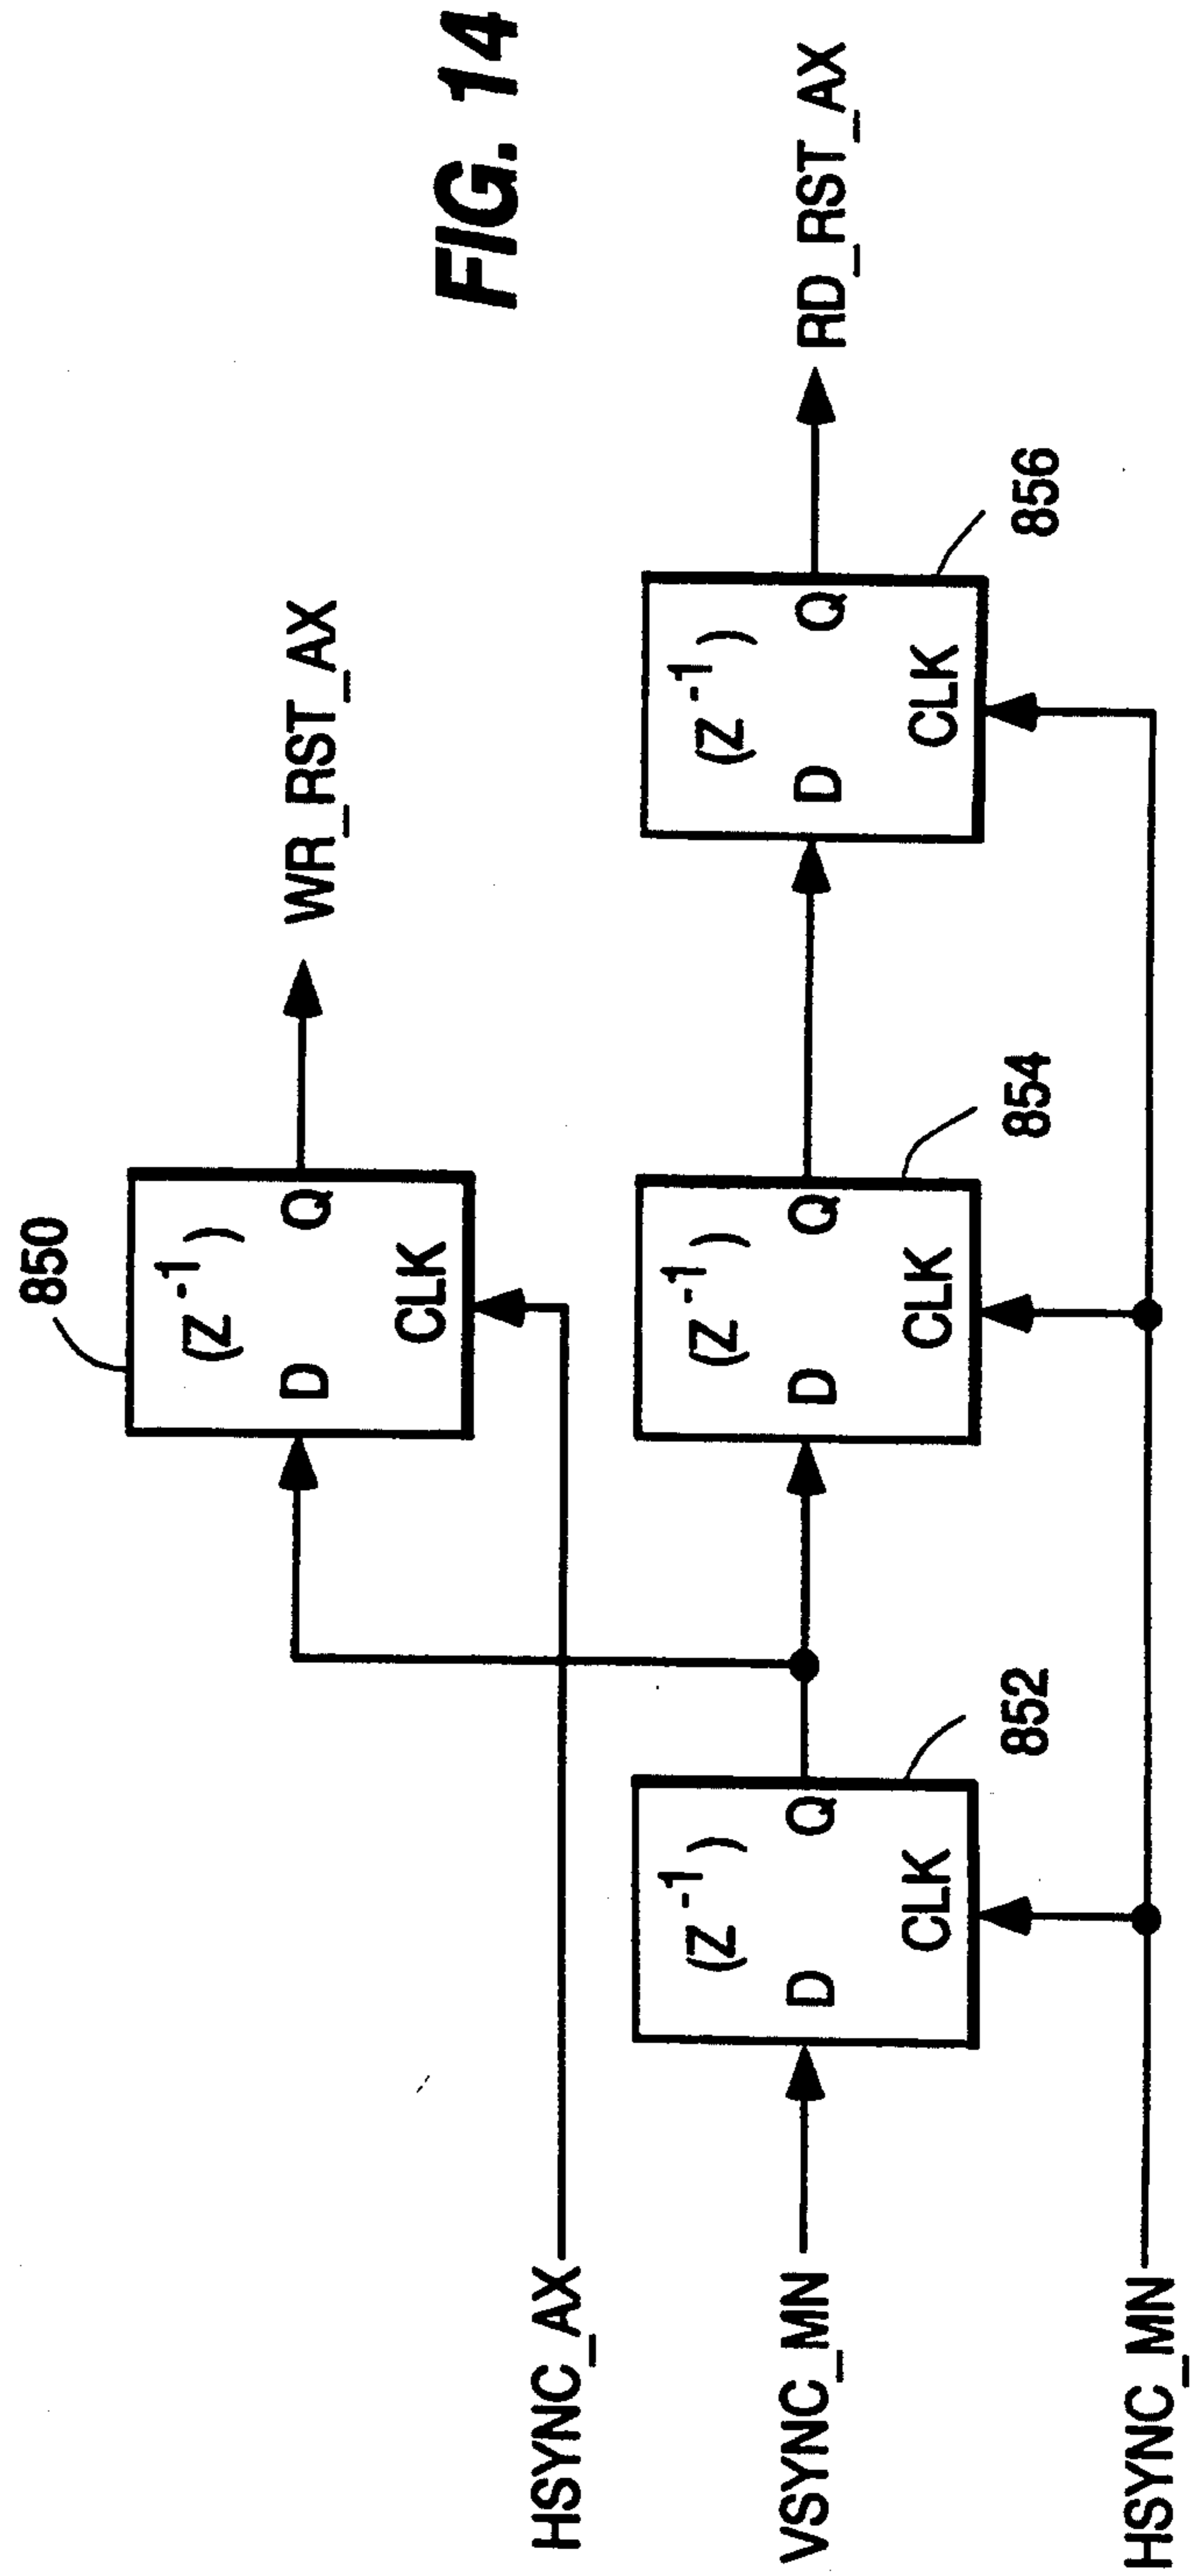 FIG. 14
850
(Z -1)
D Q
CLK
WR_RST_AX
HSYNC_AX
VSYNC_MN
(Z -1)
D Q
CLK
852
(Z -1)
D Q
CLK
854
(Z -1)
D Q
CLK
856
RD_RST_AX
HSYNC_MN